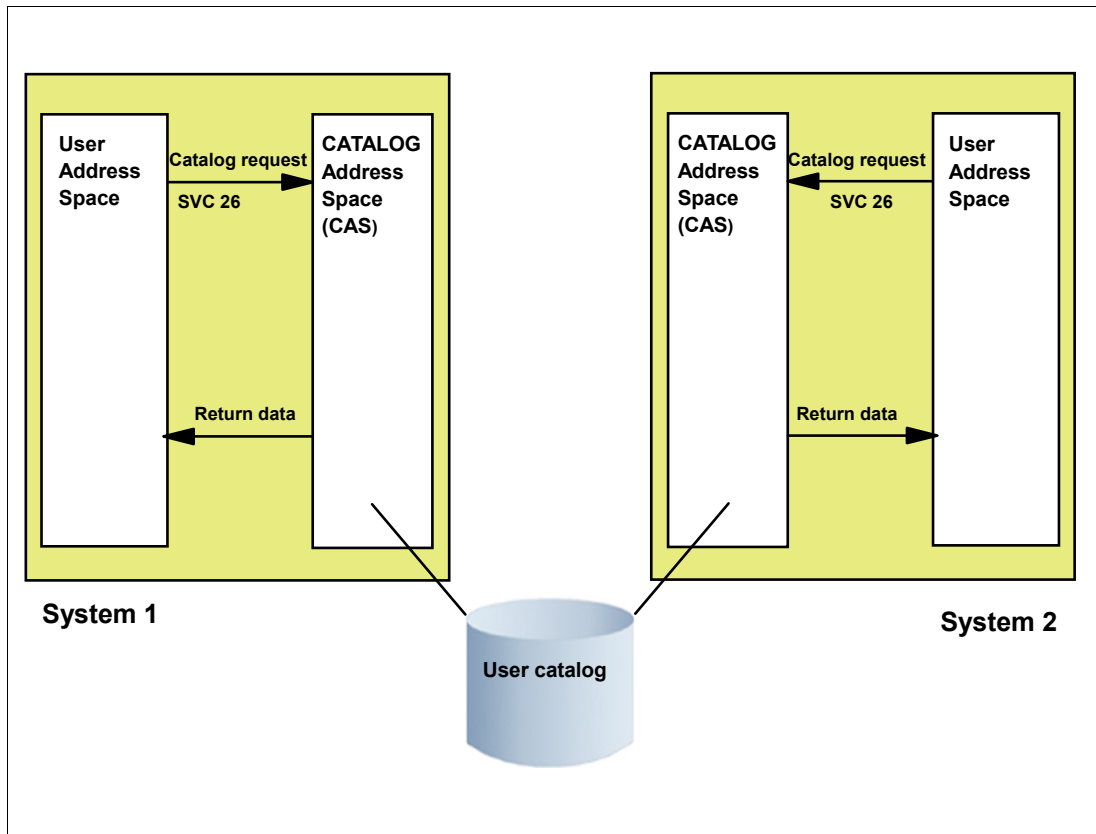 User
Address
Space
Catalog request
SVC 26
CATALOG
Address
Space
(CAS)
Return data
System 1
CATALOG
Address
Space
(CAS)
Catalog request
SVC 26
User
Address
Space
Return data
System 2
User catalog